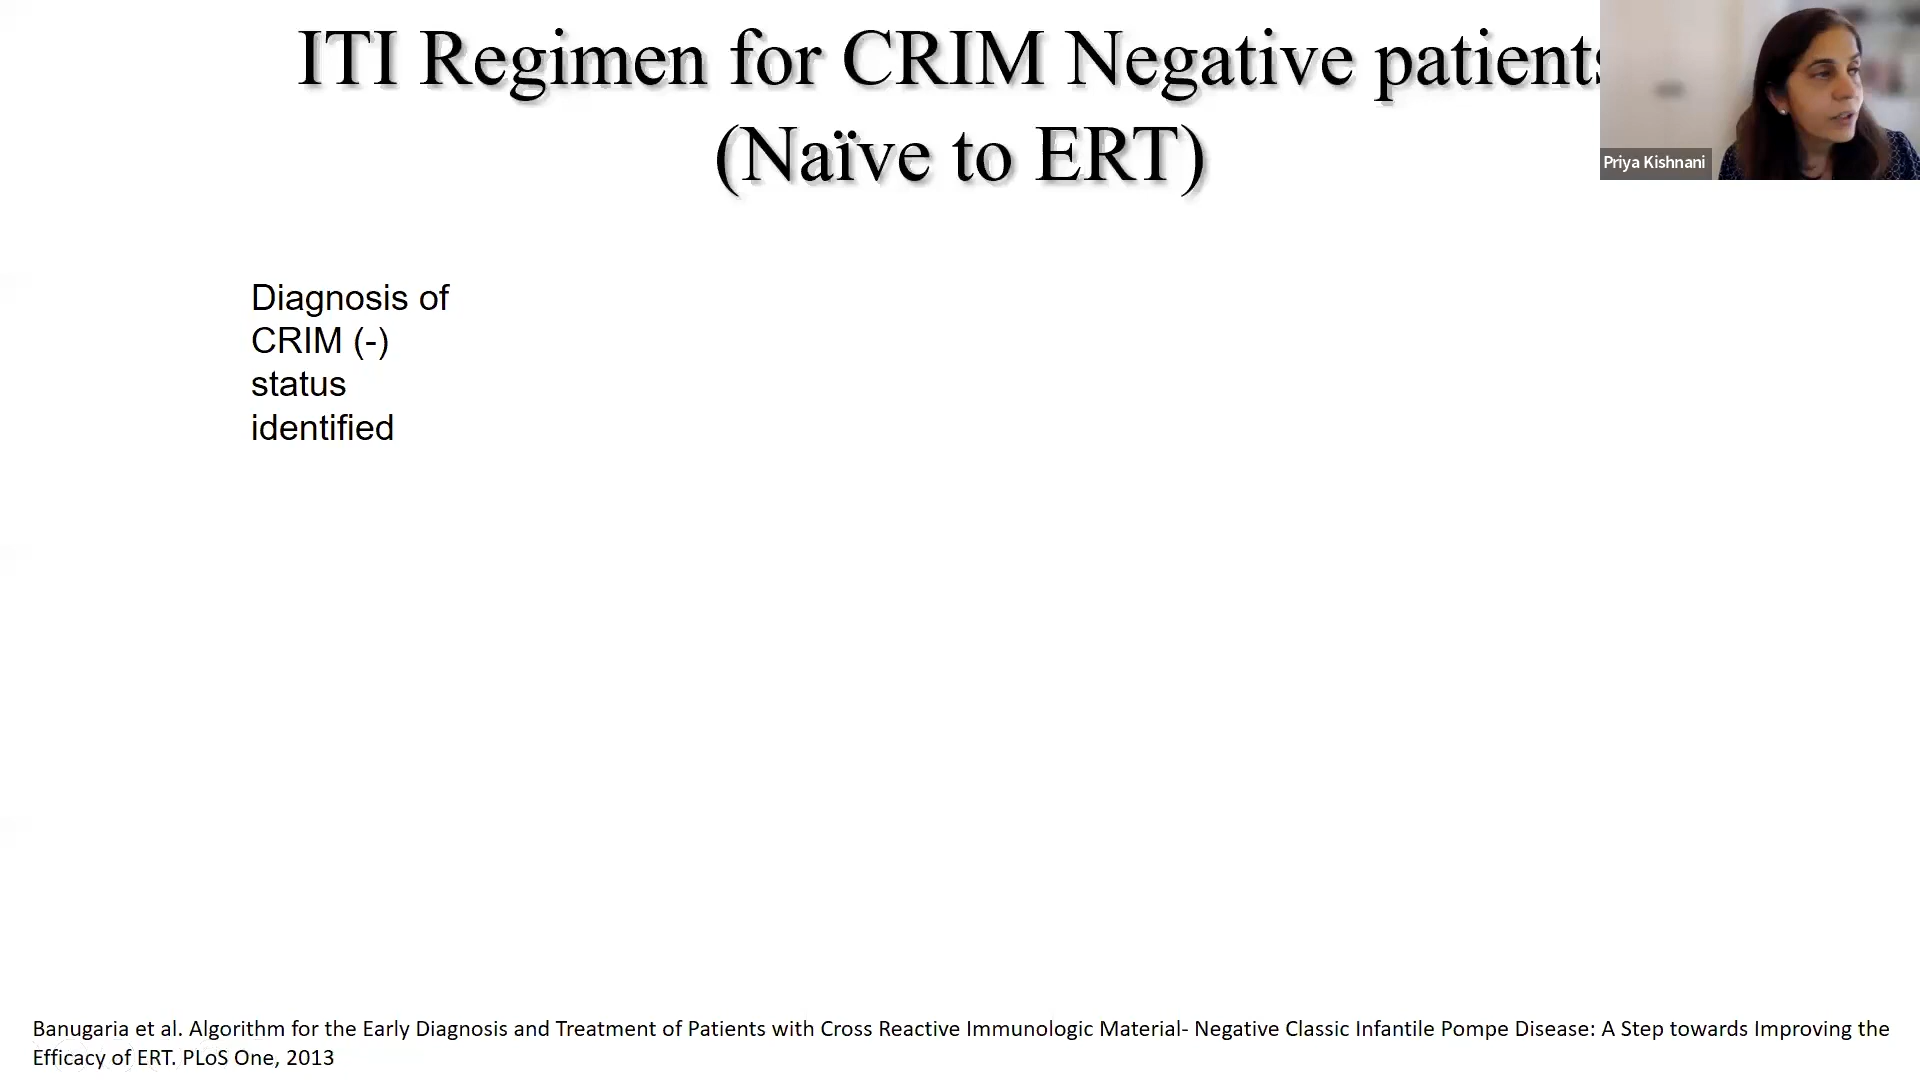 ITI Regimen for CRIM Negative patients
(Naïve to ERT)
Priya Kishnani
Diagnosis of
CRIM (-)
status
identified
Banugaria et al. Algorithm for the Early Diagnosis and Treatment of Patients with Cross Reactive Immunologic Material- Negative Classic Infantile Pompe Disease: A Step towards Improving the
Efficacy of ERT. PLoS One, 2013